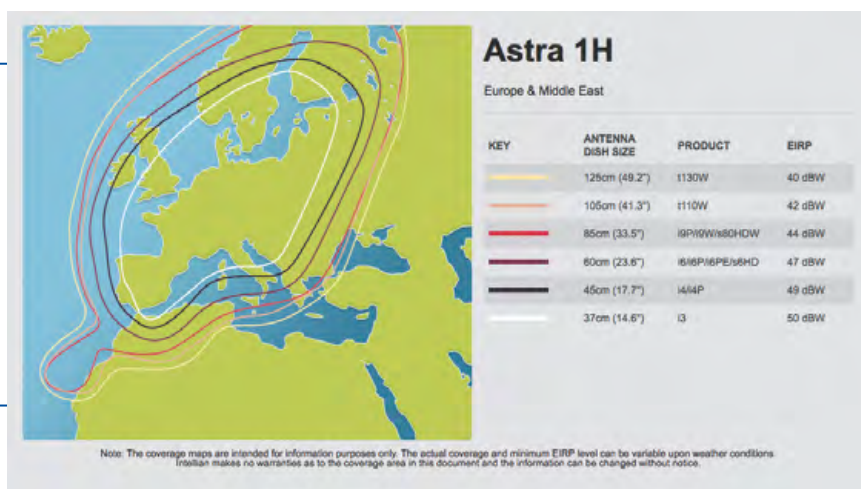 Astra 1H
Europe & Middle East
KEY ANTENNA DISH SIZE PRODUCT EIRP
125cm (49.2") t130W 40 dBW
105cm (41.3") t110W 42 dBW
85cm (33.5") i9P/i9W/s80HDW 44 dBW
60cm (23.6") i6/i6P/i6PE/s6HD 47 dBW
45cm (17.7") i4/i4P 49 dBW
37cm (14.6") i3 50 dBW
Note: The coverage maps are intended for information purposes only. The actual coverage and minimum EIRP level can be variable upon weather conditions
Intellian makes no warranties as to the coverage area in this document and the information can be changed without notice.